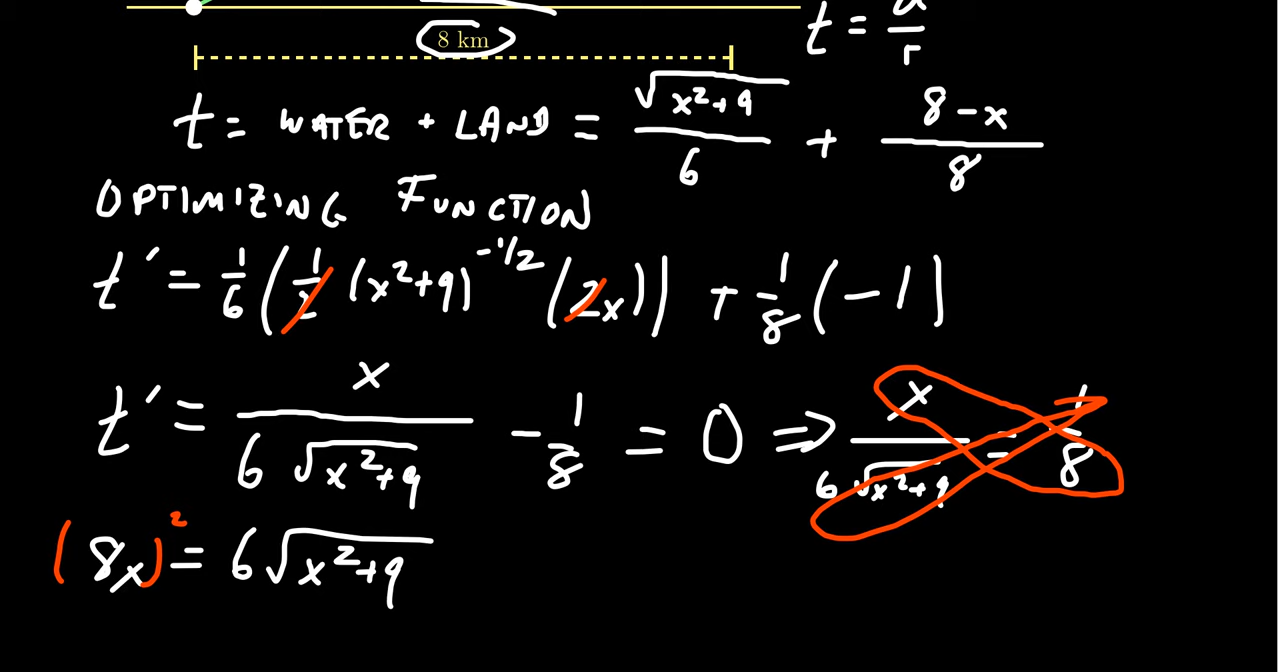 8 km
t = d/r
t = WATER + LAND = √(x²+9)/6 + (8-x)/8
OPTIMIZING FUNCTION
t' = 1/6 (1/2 (x²+9)^(-1/2) (2x)) + 1/8 (-1)
t' = x/(6√(x²+9)) - 1/8 = 0 ⇒ x/(6√(x²+9)) = 1/8
(8x)² = 6√(x²+9)